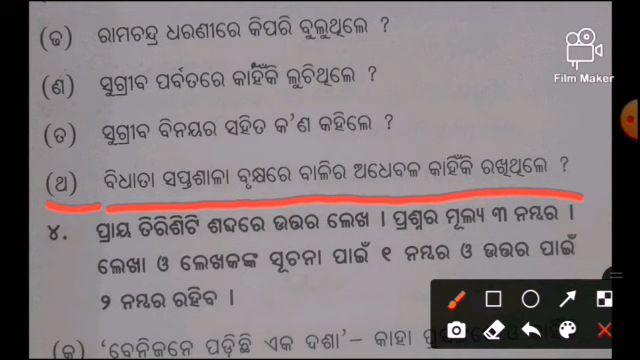 (ଢ) ରାମଚନ୍ଦ୍ର ଧରଣୀରେ କିପରି ବୁଲୁଥିଲେ ?
(ଣ) ସୁଗ୍ରୀବ ପର୍ବତରେ କାହିଁକି ଲୁଚିଥିଲେ ?
(ତ) ସୁଗ୍ରୀବ ବିନୟର ସହିତ କ'ଣ କହିଲେ ?
(ଥ) ବିଧାତା ସପ୍ତଶାଳା ବୃକ୍ଷରେ ବାଳିର ଅଧେବଳ କାହିଁକି ରଖିଥିଲେ ?
୪. ପ୍ରାୟ ତିରିଶିଟି ଶବ୍ଦରେ ଉତ୍ତର ଲେଖ । ପ୍ରଶ୍ନର ମୂଲ୍ୟ ୩ ନମ୍ବର ।
ଲେଖା ଓ ଲେଖକଙ୍କ ସୂଚନା ପାଇଁ ୧ ନମ୍ବର ଓ ଉତ୍ତର ପାଇଁ
୨ ନମ୍ବର ରହିବ ।
(କ) 'ବେନିଜନେ ପଡ଼ିଛି ଏକ ଦଶା'– କାହା
Film Maker